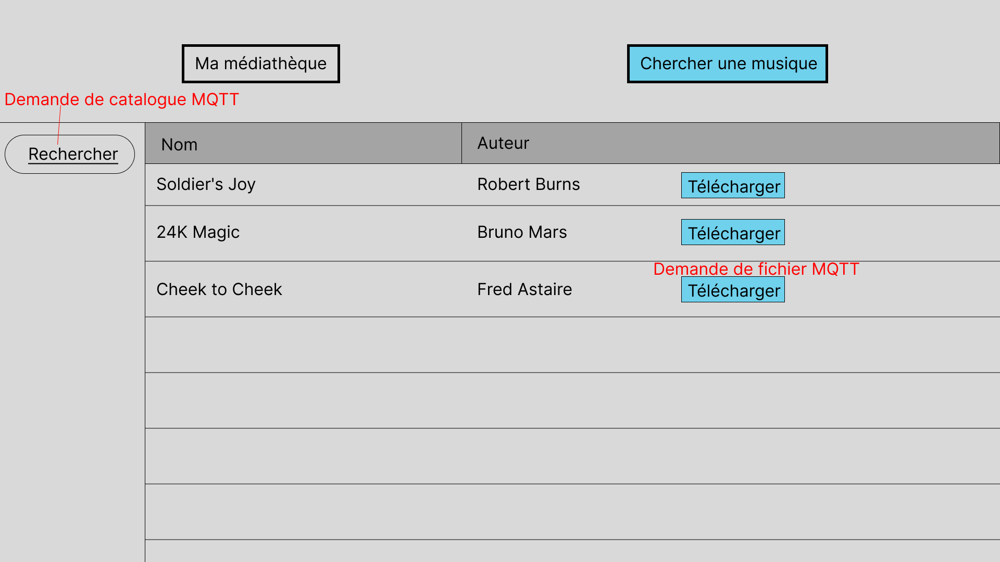 Ma médiathèque
Chercher une musique
Demande de catalogue MQTT
Rechercher
Nom
Auteur
Soldier's Joy
Robert Burns
Télécharger
24K Magic
Bruno Mars
Télécharger
Demande de fichier MQTT
Cheek to Cheek
Fred Astaire
Télécharger